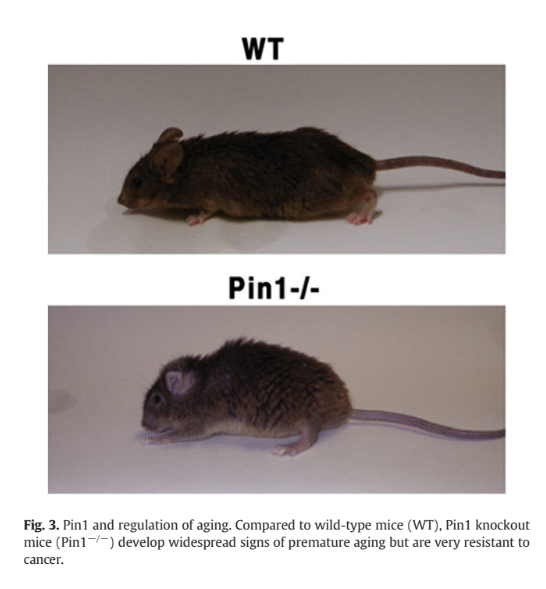 WT
Pin1-/-
Fig. 3. Pin1 and regulation of aging. Compared to wild-type mice (WT), Pin1 knockout
mice (Pin1−/−) develop widespread signs of premature aging but are very resistant to
cancer.